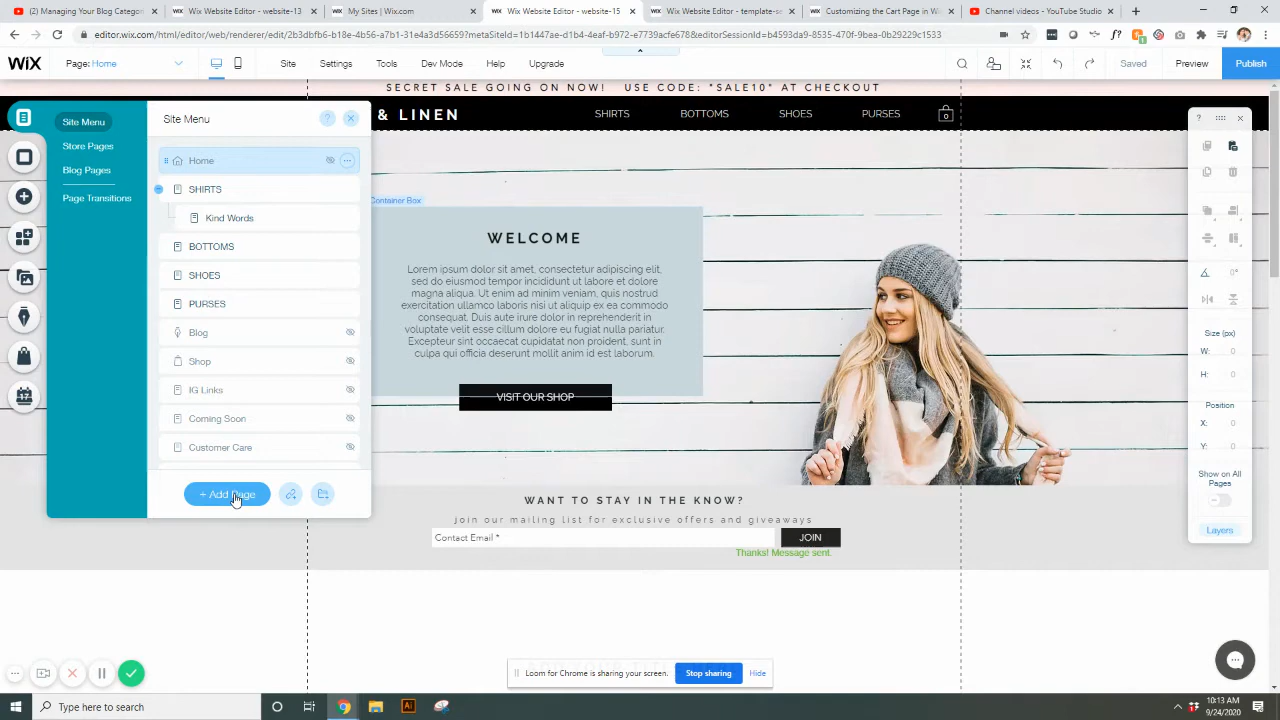 (2) Managing Your Blog Categori
Wix Website Editor - website-13
My Sites | Wix.com
Wix Website Editor - website-15
Wix Website Editor - template-se
Customizing the Cart Page in Wi
Channel videos - YouTube Studio
editor.wix.com/html/editor/web/renderer/edit/2b3dbfb6-b18e-4b56-a7b1-31e04a3d5665?metaSiteId=1b1447ae-d1b4-4eaf-b972-e7739acfe678&editorSessionId=b4593da9-8535-470f-9bea-0b29229c1533
WiX
Page: Home
Site
Settings
Tools
Dev Mode
Help
Upgrade
Saved
Preview
Publish
SECRET SALE GOING ON NOW! USE CODE: "SALE10" AT CHECKOUT
& LINEN
SHIRTS
BOTTOMS
SHOES
PURSES
0
Site Menu
Store Pages
Blog Pages
Page Transitions
Site Menu
Home
SHIRTS
Kind Words
BOTTOMS
SHOES
PURSES
Blog
Shop
IG Links
Coming Soon
Customer Care
+ Add Page
Container Box
WELCOME
Lorem ipsum dolor sit amet, consectetur adipiscing elit,
sed do eiusmod tempor incididunt ut labore et dolore
magna aliqua. Ut enim ad minim veniam, quis nostrud
exercitation ullamco laboris nisi ut aliquip ex ea commodo
consequat. Duis aute irure dolor in reprehenderit in
voluptate velit esse cillum dolore eu fugiat nulla pariatur.
Excepteur sint occaecat cupidatat non proident, sunt in
culpa qui officia deserunt mollit anim id est laborum.
VISIT OUR SHOP
WANT TO STAY IN THE KNOW?
join our mailing list for exclusive offers and giveaways
Contact Email *
JOIN
Thanks! Message sent.
0°
Size (px)
W: 0
H: 0
Position
X: 0
Y: 0
Show on All
Pages
Layers
17
Loom for Chrome is sharing your screen.
Stop sharing
Hide
Type here to search
10:13 AM
9/24/2020